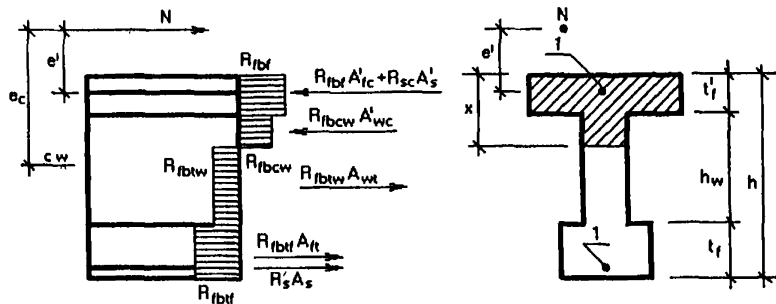 N
e'
e_c
cw
R_fbf
R_fbf A'_fc + R_sc A'_s
R_fbcw A'_wc
R_fbcw
R_fbtw
R_fbtw A_wt
R_fbtf A_ft
R'_s A_s
R_fbtf
N
1
e'
x
t'_f
h_w
h
1
t_f